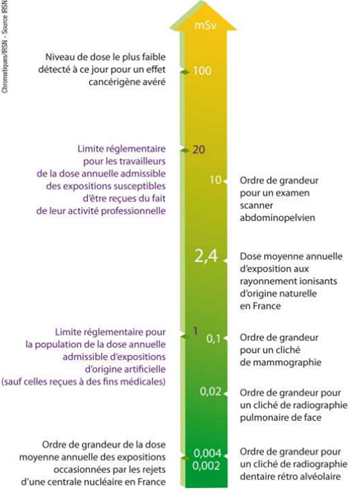 Chromatiques/IRSN - Source IRSN
mSv
Niveau de dose le plus faible
détecté à ce jour pour un effet
cancérigène avéré
100
Limite réglementaire
pour les travailleurs
de la dose annuelle admissible
des expositions susceptibles
d'être reçues du fait
de leur activité professionnelle
20
10
Ordre de grandeur
pour un examen
scanner
abdominopelvien
2,4
Dose moyenne annuelle
d'exposition aux
rayonnement ionisants
d'origine naturelle
en France
Limite réglementaire pour
la population de la dose annuelle
admissible d'expositions
d'origine artificielle
(sauf celles reçues à des fins médicales)
1
0,1
Ordre de grandeur
pour un cliché
de mammographie
0,02
Ordre de grandeur pour
un cliché de radiographie
pulmonaire de face
Ordre de grandeur de la dose
moyenne annuelle des expositions
occasionnées par les rejets
d'une centrale nucléaire en France
0,004
0,002
Ordre de grandeur pour
un cliché de radiographie
dentaire rétro alvéolaire